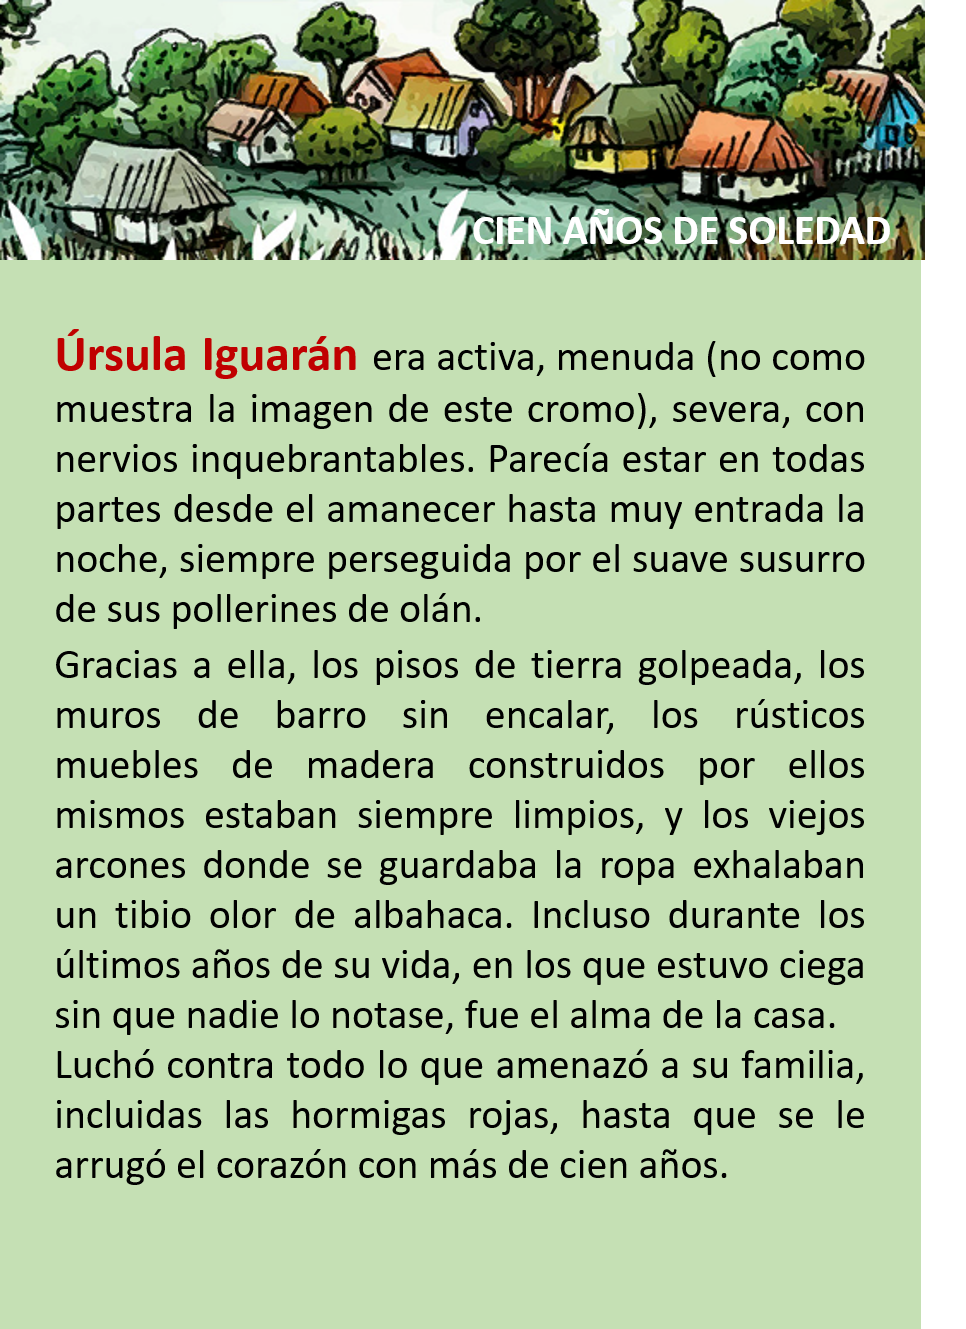 CIEN AÑOS DE SOLEDAD
Úrsula Iguarán era activa, menuda (no como
muestra la imagen de este cromo), severa, con
nervios inquebrantables. Parecía estar en todas
partes desde el amanecer hasta muy entrada la
noche, siempre perseguida por el suave susurro
de sus pollerines de olán.
Gracias a ella, los pisos de tierra golpeada, los
muros de barro sin encalar, los rústicos
muebles de madera construidos por ellos
mismos estaban siempre limpios, y los viejos
arcones donde se guardaba la ropa exhalaban
un tibio olor de albahaca. Incluso durante los
últimos años de su vida, en los que estuvo ciega
sin que nadie lo notase, fue el alma de la casa.
Luchó contra todo lo que amenazó a su familia,
incluidas las hormigas rojas, hasta que se le
arrugó el corazón con más de cien años.